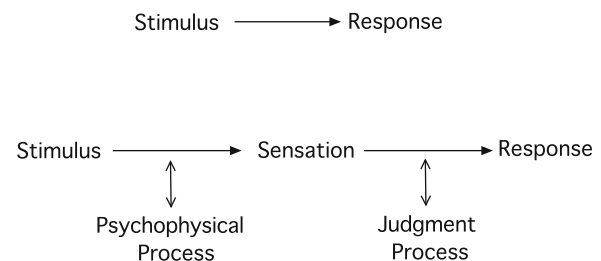 Stimulus Response
Stimulus Sensation Response
Psychophysical Judgment
Process Process